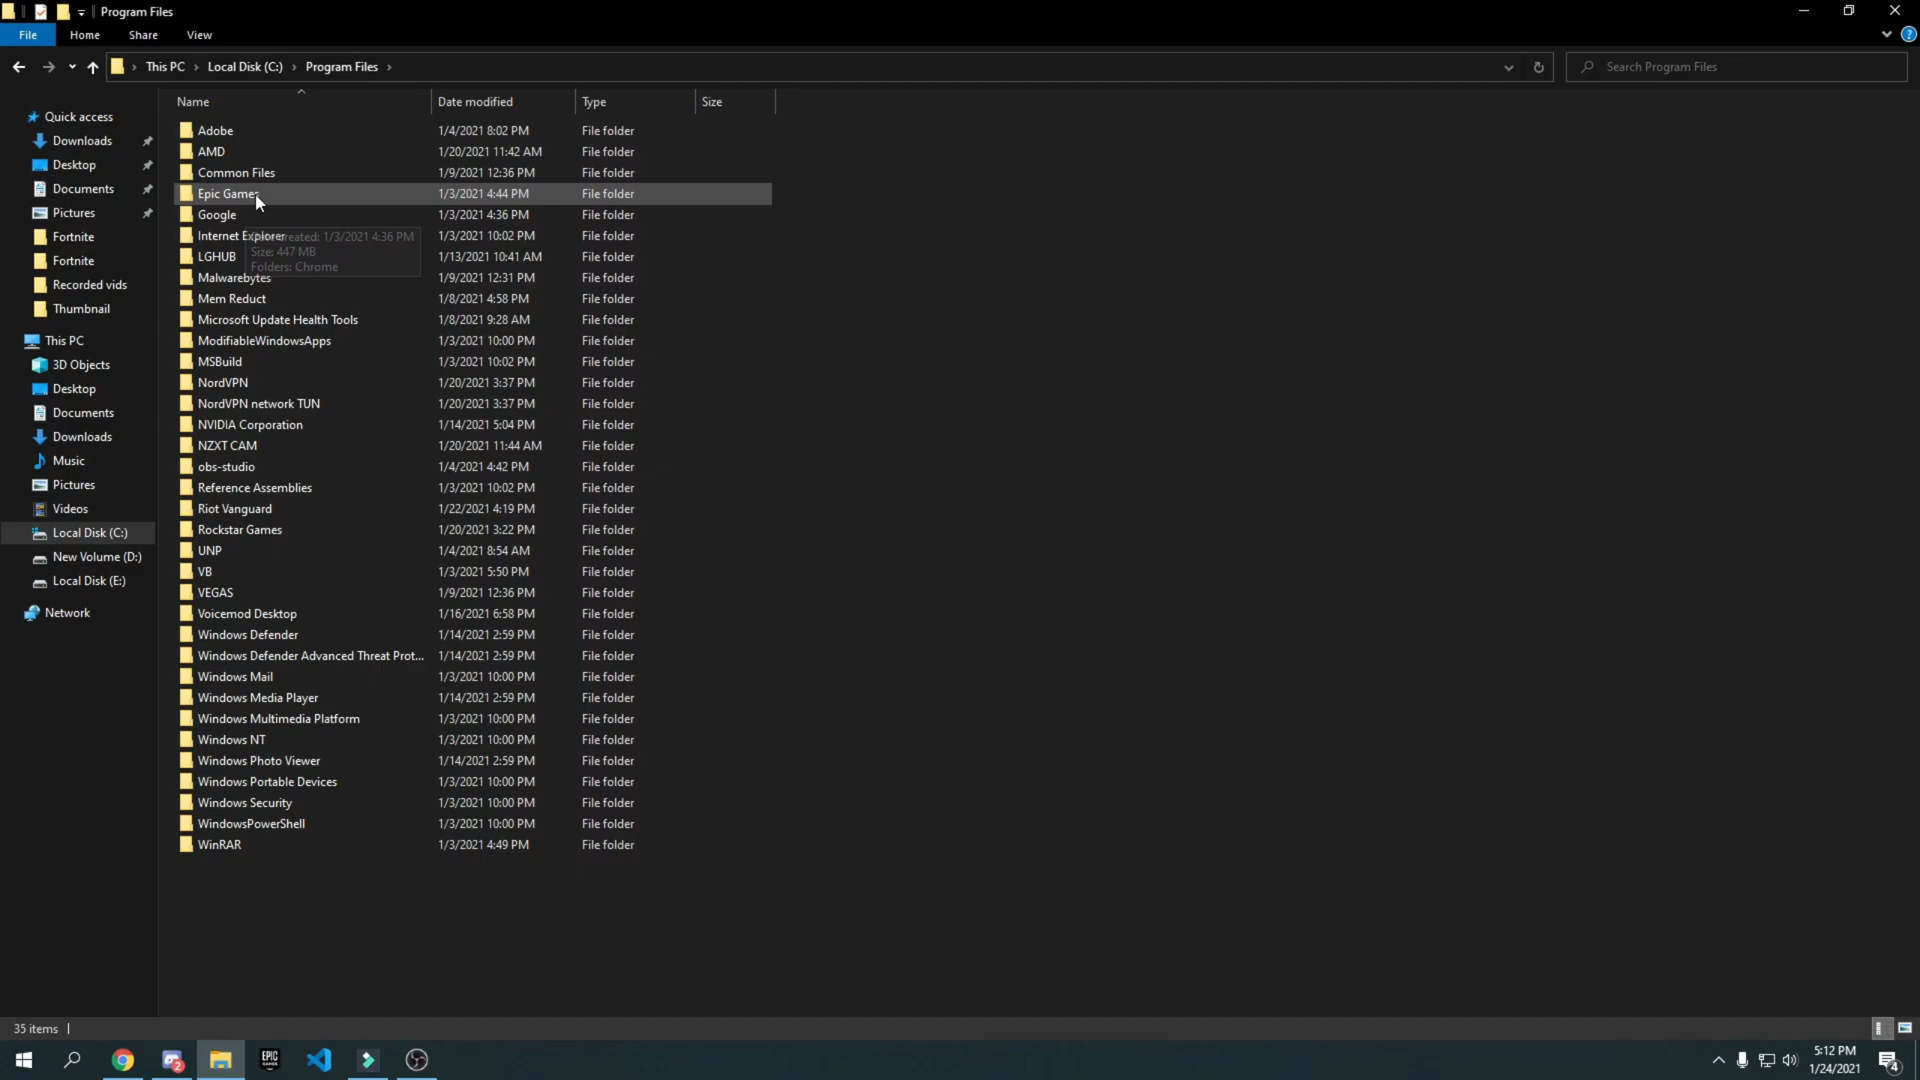 Program Files
File Home Share View
This PC Local Disk (C:) Program Files
Search Program Files
Name Date modified Type Size
Quick access
Downloads
Desktop
Documents
Pictures
Fortnite
Fortnite
Recorded vids
Thumbnail
This PC
3D Objects
Desktop
Documents
Downloads
Music
Pictures
Videos
Local Disk (C:)
New Volume (D:)
Local Disk (E:)
Network
Adobe 1/4/2021 8:02 PM File folder
AMD 1/20/2021 11:42 AM File folder
Common Files 1/9/2021 12:36 PM File folder
Epic Games 1/3/2021 4:44 PM File folder
Google 1/3/2021 4:36 PM File folder
Internet Explorer 1/3/2021 10:02 PM File folder
LGHUB 1/13/2021 10:41 AM File folder
Malwarebytes 1/9/2021 12:31 PM File folder
Mem Reduct 1/8/2021 4:58 PM File folder
Microsoft Update Health Tools 1/8/2021 9:28 AM File folder
ModifiableWindowsApps 1/3/2021 10:00 PM File folder
MSBuild 1/3/2021 10:02 PM File folder
NordVPN 1/20/2021 3:37 PM File folder
NordVPN network TUN 1/20/2021 3:37 PM File folder
NVIDIA Corporation 1/14/2021 5:04 PM File folder
NZXT CAM 1/20/2021 11:44 AM File folder
obs-studio 1/4/2021 4:42 PM File folder
Reference Assemblies 1/3/2021 10:02 PM File folder
Riot Vanguard 1/22/2021 4:19 PM File folder
Rockstar Games 1/20/2021 3:22 PM File folder
UNP 1/4/2021 8:54 AM File folder
VB 1/3/2021 5:50 PM File folder
VEGAS 1/9/2021 12:36 PM File folder
Voicemod Desktop 1/16/2021 6:58 PM File folder
Windows Defender 1/14/2021 2:59 PM File folder
Windows Defender Advanced Threat Prot... 1/14/2021 2:59 PM File folder
Windows Mail 1/3/2021 10:00 PM File folder
Windows Media Player 1/14/2021 2:59 PM File folder
Windows Multimedia Platform 1/3/2021 10:00 PM File folder
Windows NT 1/3/2021 10:00 PM File folder
Windows Photo Viewer 1/14/2021 2:59 PM File folder
Windows Portable Devices 1/3/2021 10:00 PM File folder
Windows Security 1/3/2021 10:00 PM File folder
WindowsPowerShell 1/3/2021 10:00 PM File folder
WinRAR 1/3/2021 4:49 PM File folder
created: 1/3/2021 4:36 PM
Size: 447 MB
Folders: Chrome
35 items
2
EPIC GAMES
5:12 PM
1/24/2021
4